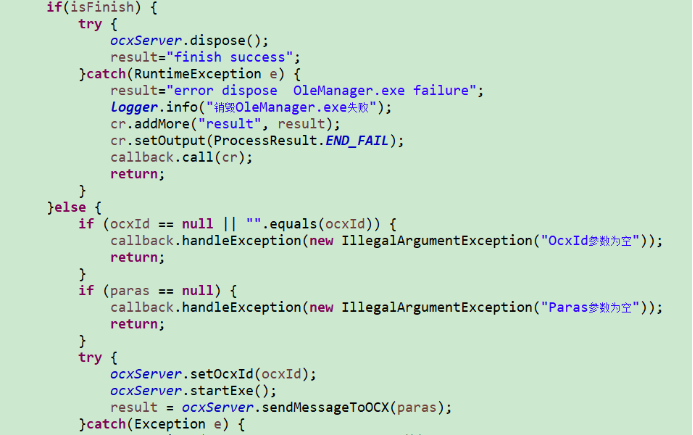 if(isFinish) {
try {
ocxServer.dispose();
result="finish success";
}catch(RuntimeException e) {
result="error dispose  OleManager.exe failure";
logger.info("销毁OleManager.exe失败");
cr.addMore("result", result);
cr.setOutput(ProcessResult.END_FAIL);
callback.call(cr);
return;
}
}else {
if (ocxId == null || "".equals(ocxId)) {
callback.handleException(new IllegalArgumentException("OcxId参数为空"));
return;
}
if (paras == null) {
callback.handleException(new IllegalArgumentException("Paras参数为空"));
return;
}
try {
ocxServer.setOcxId(ocxId);
ocxServer.startExe();
result = ocxServer.sendMessageToOCX(paras);
}catch(Exception e) {